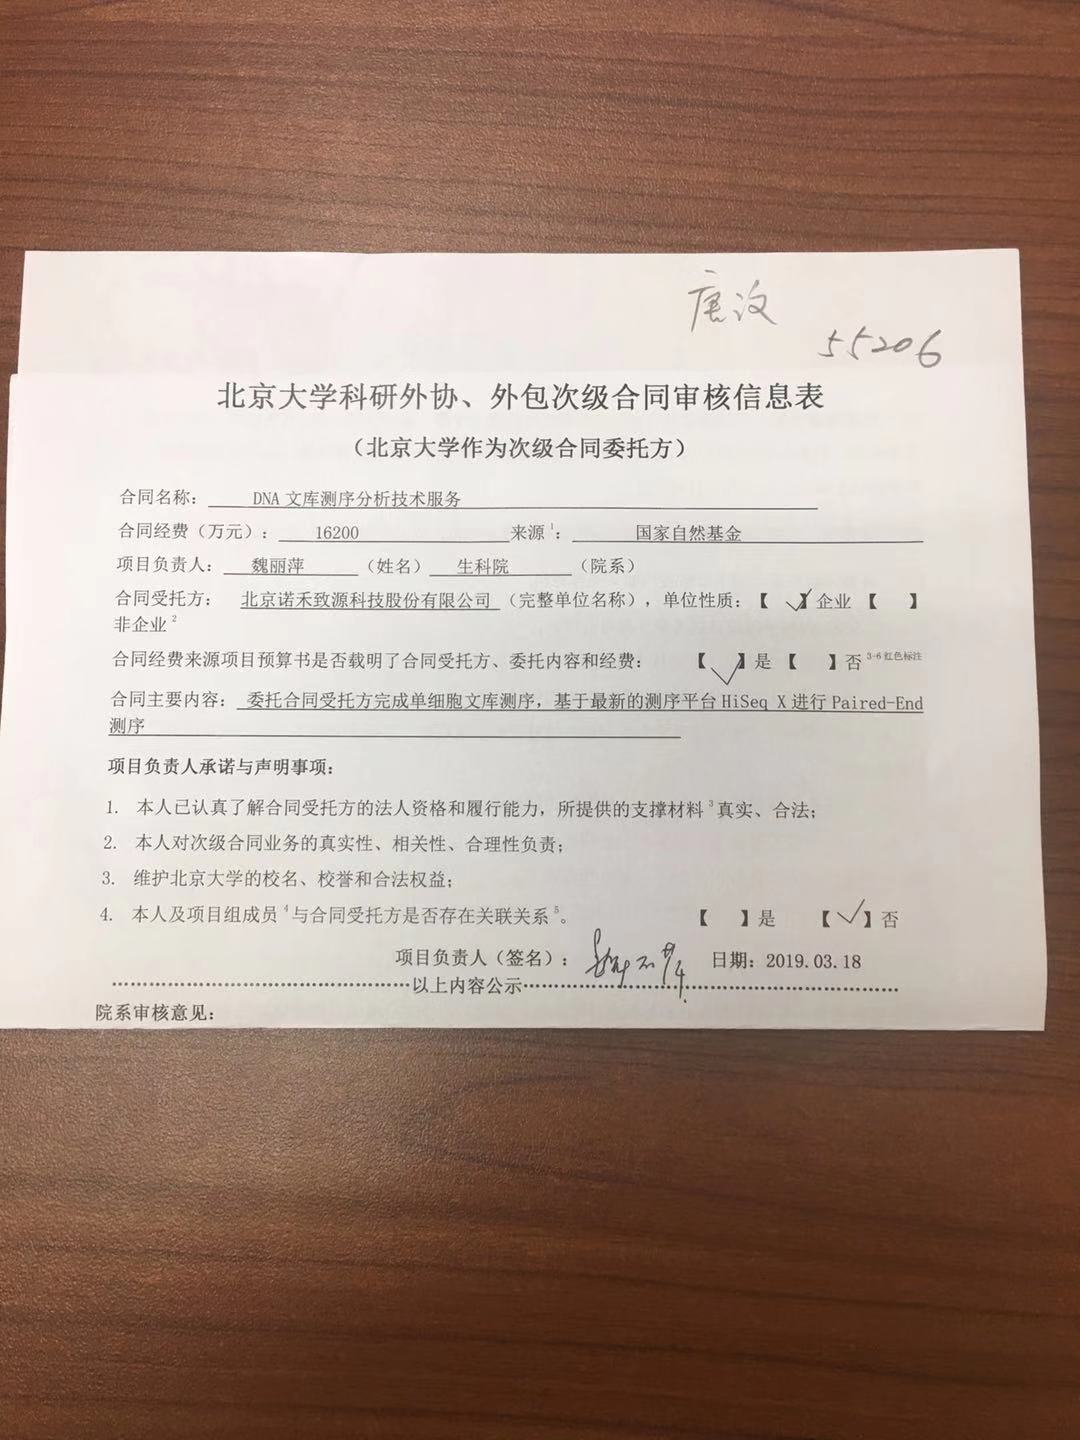 55206
北京大学科研外协、外包次级合同审核信息表
（北京大学作为次级合同委托方）
合同名称： DNA 文库测序分析技术服务
合同经费（万元）： 16200 来源1： 国家自然基金
项目负责人： 魏丽萍 （姓名） 生科院 （院系）
合同受托方： 北京诺禾致源科技股份有限公司 （完整单位名称），单位性质：【 ✓】企业【 】
非企业2
合同经费来源项目预算书是否载明了合同受托方、委托内容和经费： 【✓】是【 】否 3-6红色标注
合同主要内容： 委托合同受托方完成单细胞文库测序，基于最新的测序平台 HiSeq X 进行 Paired-End
测序
项目负责人承诺与声明事项：
1. 本人已认真了解合同受托方的法人资格和履行能力，所提供的支撑材料3真实、合法；
2. 本人对次级合同业务的真实性、相关性、合理性负责；
3. 维护北京大学的校名、校誉和合法权益；
4. 本人及项目组成员4与合同受托方是否存在关联关系5。 【 】是 【✓】否
项目负责人（签名）： 日期：2019.03.18
以上内容公示
院系审核意见：